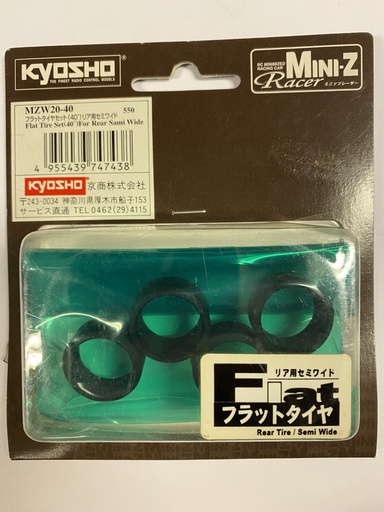 KYOSHO
THE FINEST RADIO CONTROL MODELS
RC MINIMIZED
RACING CAR
MINI-Z
Racer
ミニッツレーサー
MZW20-40
550
フラットタイヤセット(40°)リア用セミワイド
Flat Tire Set(40°)For Rear Sami Wide
4 955439 747438
KYOSHO 京商株式会社
〒243-0034 神奈川県厚木市船子153
サービス直通 TEL 0462(29)4115
リア用セミワイド
Flat
フラットタイヤ
Rear Tire / Semi Wide